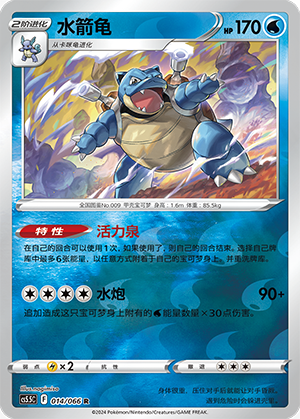 2阶进化
水箭龟
HP 170
从卡咪龟进化
全国图鉴No.009 甲壳宝可梦 身高：1.6m 体重：85.5kg
特性 活力泉
在自己的回合可以使用1次，如果使用了，则自己的回合结束。选择自己牌
库中最多6张能量，以任意方式附着于自己的宝可梦身上。并重洗牌库。
水炮 90+
追加造成这只宝可梦身上附有的能量数量×30点伤害。
弱点 ×2 抵抗力 撤退
Illus.nagimiso
CS5.5C F 014/066 R
身体很重，压住对手后就能让对手昏倒。
遇到危险时会躲进壳里。
©2024 Pokémon/Nintendo/Creatures/GAME FREAK.